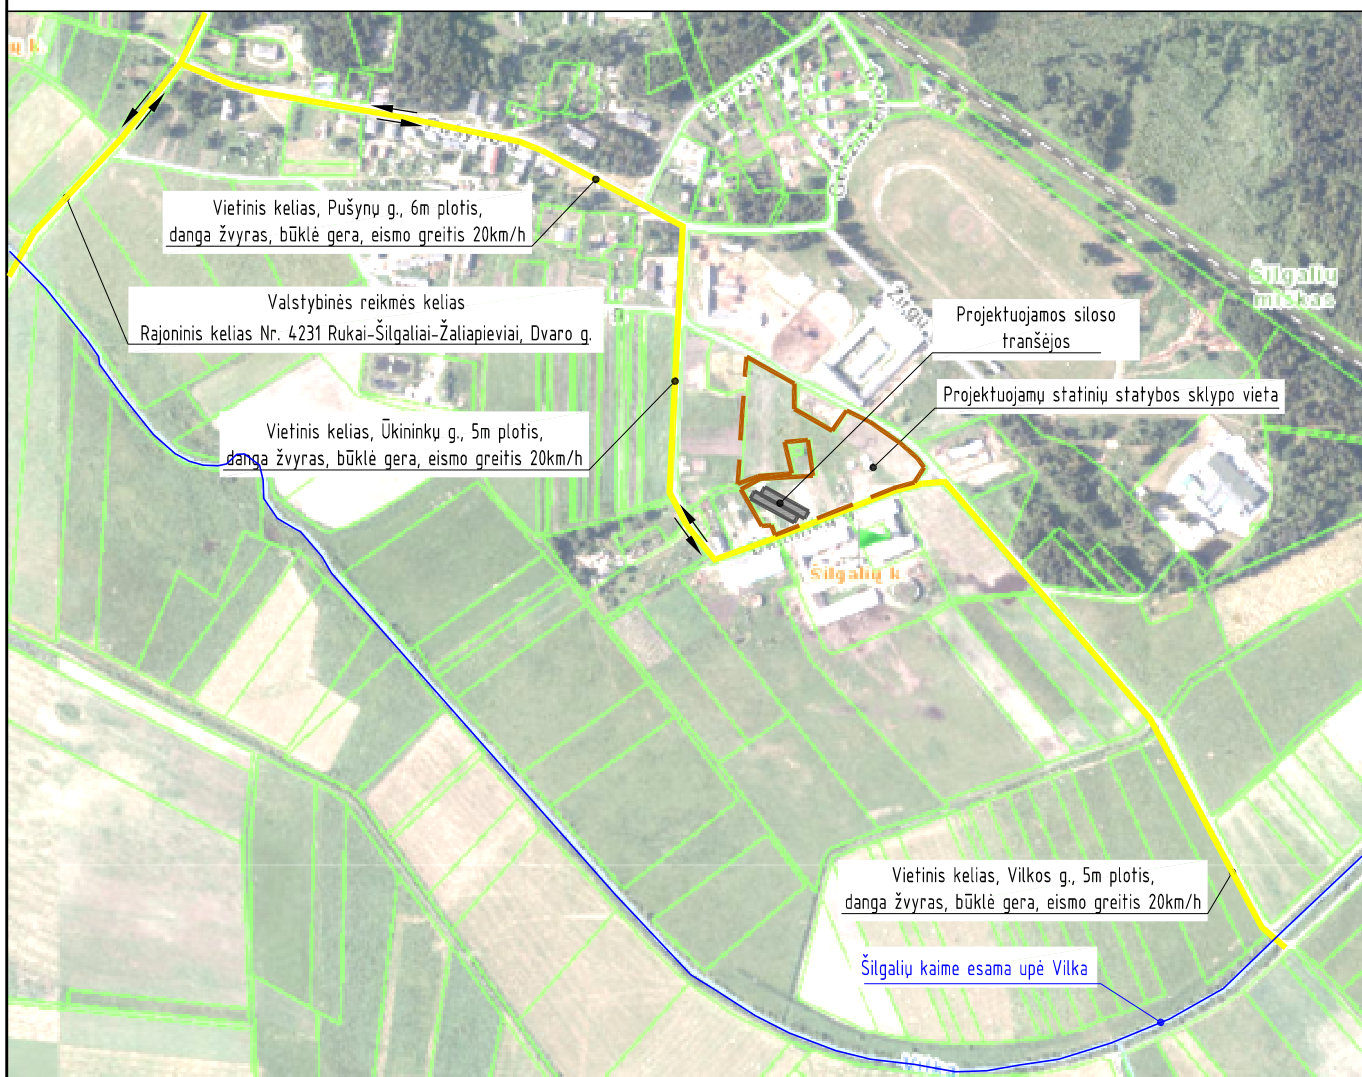 Vietinis kelias, Pušynų g., 6m plotis,
danga žvyras, būklė gera, eismo greitis 20km/h
Valstybinės reikmės kelias
Rajoninis kelias Nr. 4231 Rukai-Šilgaliai-Žaliapieviai, Dvaro g.
Šilgalių
miškas
Projektuojamos siloso
tranšėjos
Projektuojamų statinių statybos sklypo vieta
Vietinis kelias, Ūkininkų g., 5m plotis,
danga žvyras, būklė gera, eismo greitis 20km/h
Šilgalių k
Vietinis kelias, Vilkos g., 5m plotis,
danga žvyras, būklė gera, eismo greitis 20km/h
Šilgalių kaime esama upė Vilka